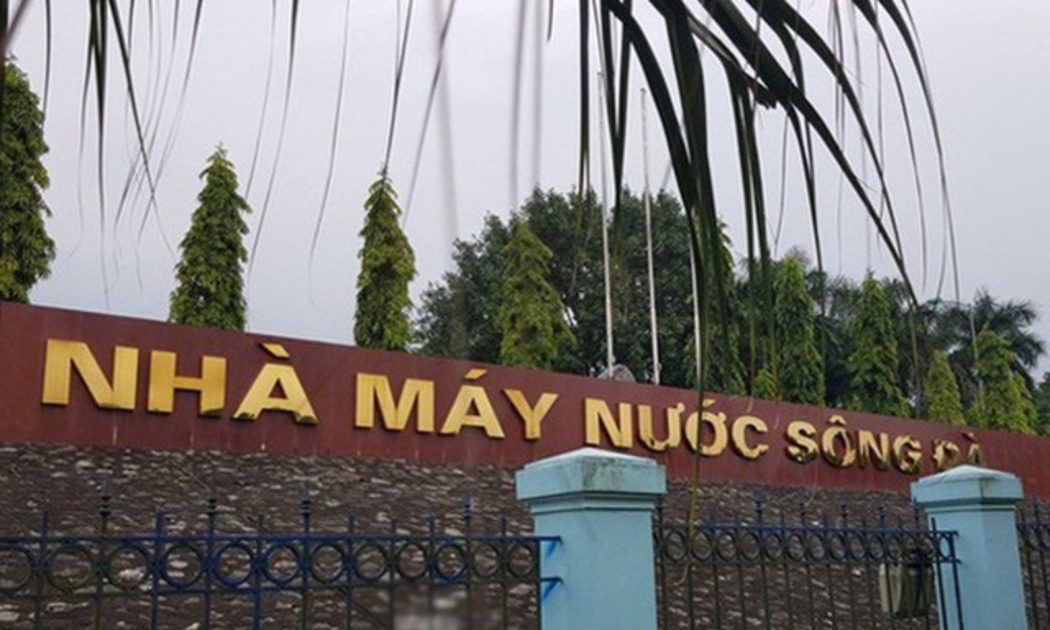 NHÀ MÁY NƯỚC SÔNG ĐÀ